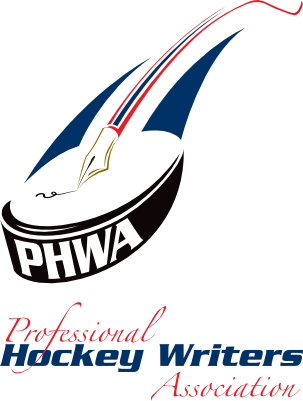 PHWA
Professional
Hockey Writers
Association